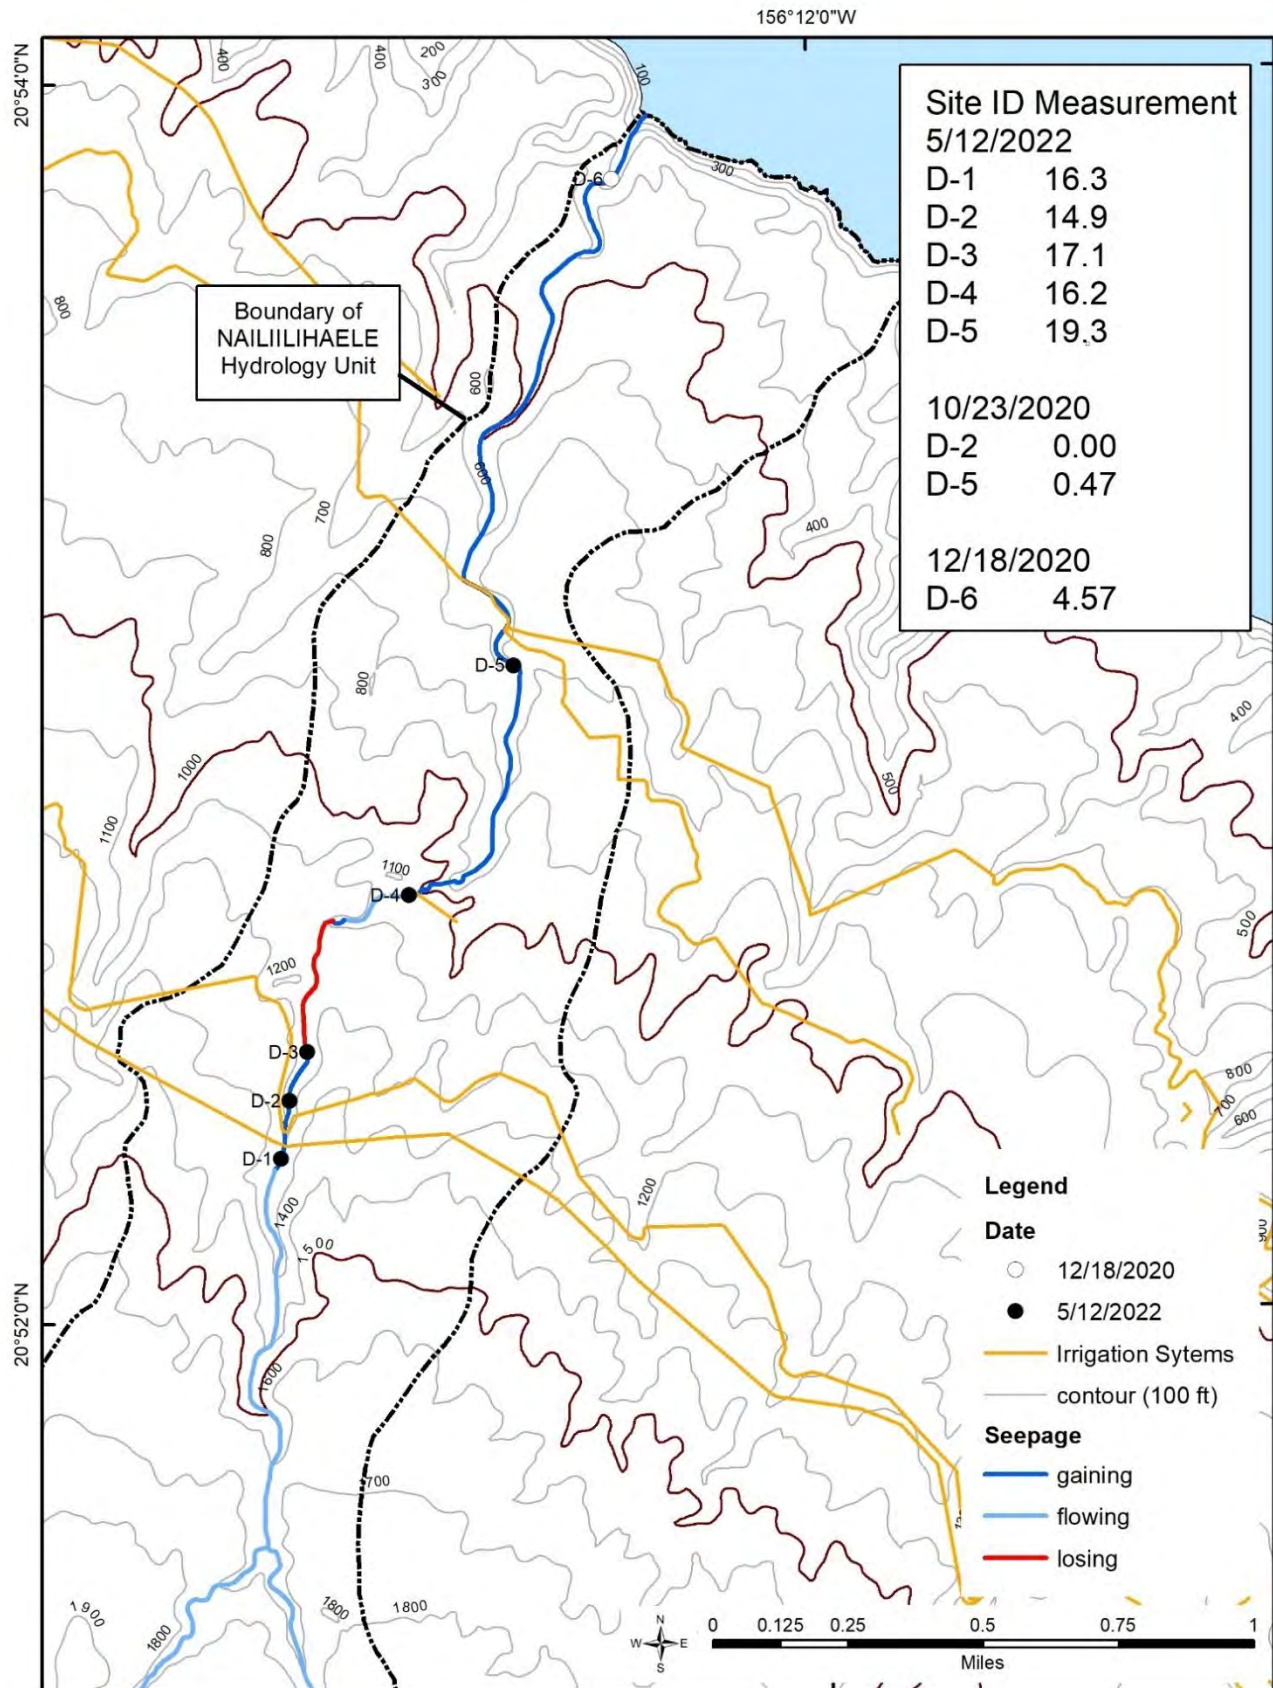 156°12'0"W
20°54'0"N
400
400
200
300
100
Site ID Measurement
5/12/2022
D-1 16.3
D-2 14.9
D-3 17.1
D-4 16.2
D-5 19.3
10/23/2020
D-2 0.00
D-5 0.47
12/18/2020
D-6 4.57
300
D-6
800
Boundary of
NAILIILIHAELE
Hydrology Unit
600
600
700
800
400
D-5
800
1000
400
500
1100
1100
D-4
500
1200
D-3
D-2
800
700
600
D-1
1200
1400
1500
900
Legend
Date
12/18/2020
5/12/2022
Irrigation Sytems
contour (100 ft)
Seepage
gaining
flowing
losing
20°52'0"N
1600
700
1900
1800
1800
1800
N
W E
S
0 0.125 0.25 0.5 0.75 1
Miles